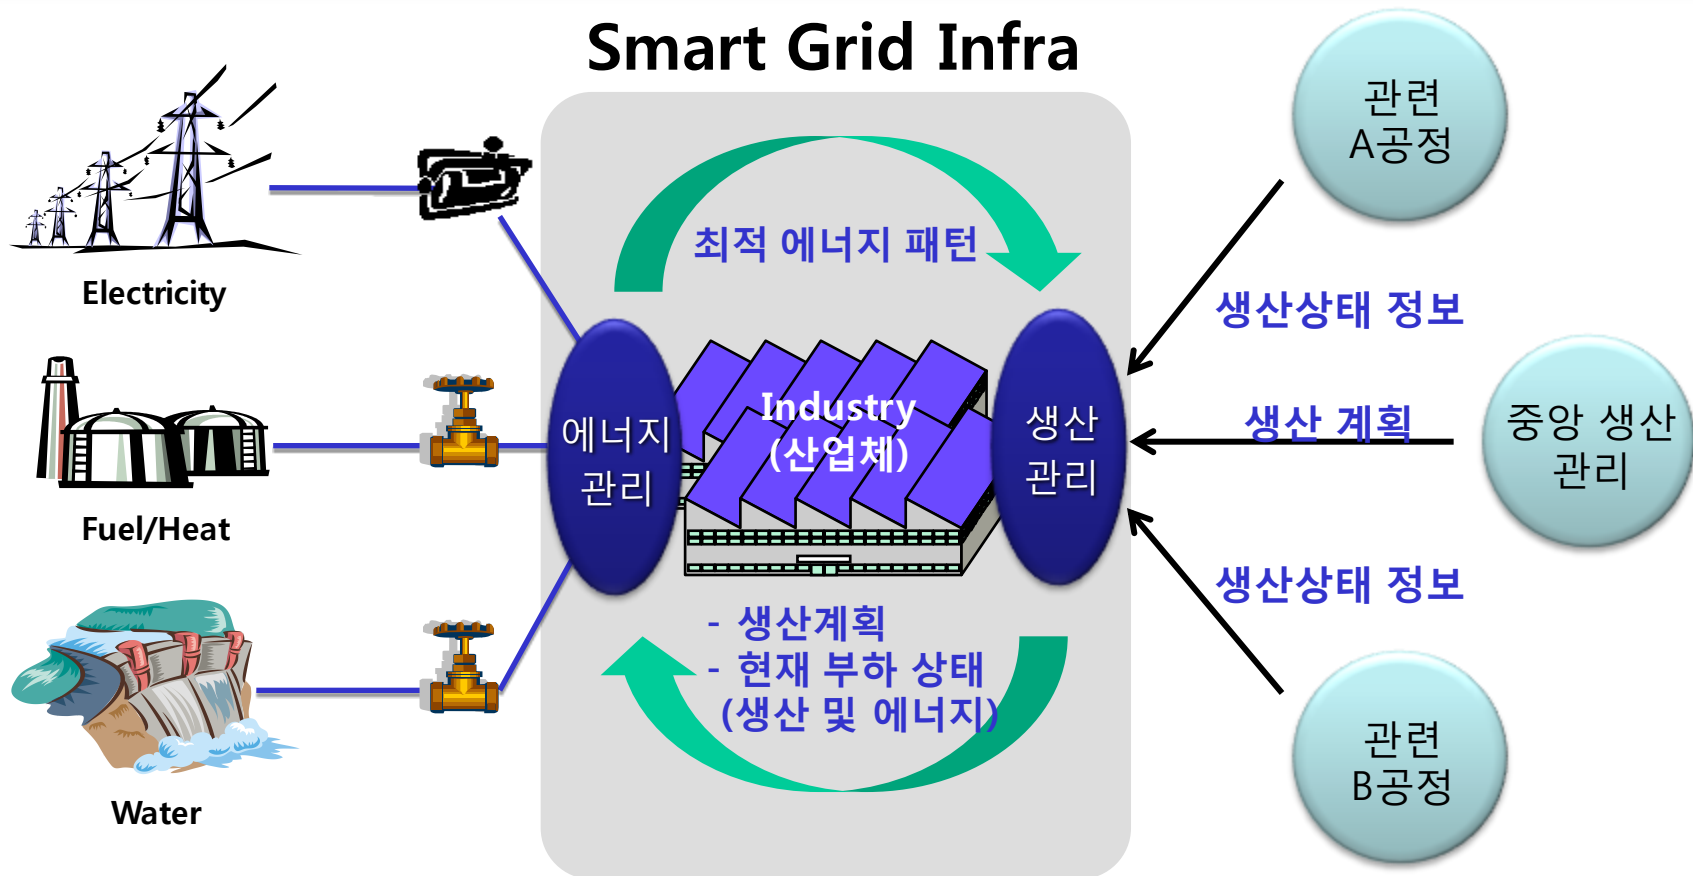 Smart Grid Infra
Electricity
Fuel/Heat
Water
최적 에너지 패턴
에너지
관리
Industry
(산업체)
생산
관리
- 생산계획
- 현재 부하 상태
(생산 및 에너지)
관련
A공정
생산상태 정보
생산 계획
중앙 생산
관리
생산상태 정보
관련
B공정